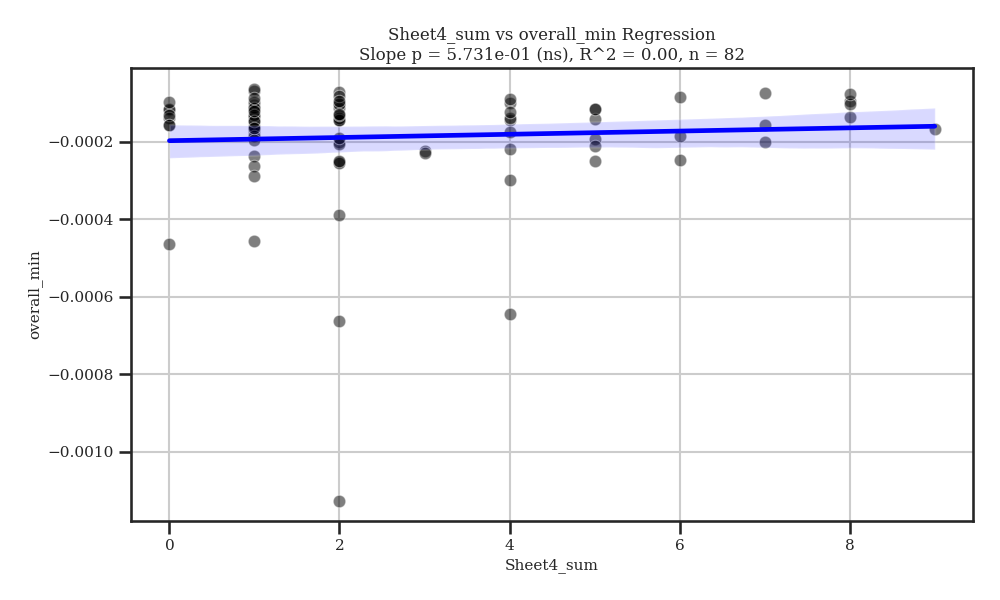 Sheet4_sum vs overall_min Regression
Slope p = 5.731e-01 (ns), R^2 = 0.00, n = 82
−0.0002
−0.0004
−0.0006
−0.0008
−0.0010
overall_min
0 2 4 6 8
Sheet4_sum